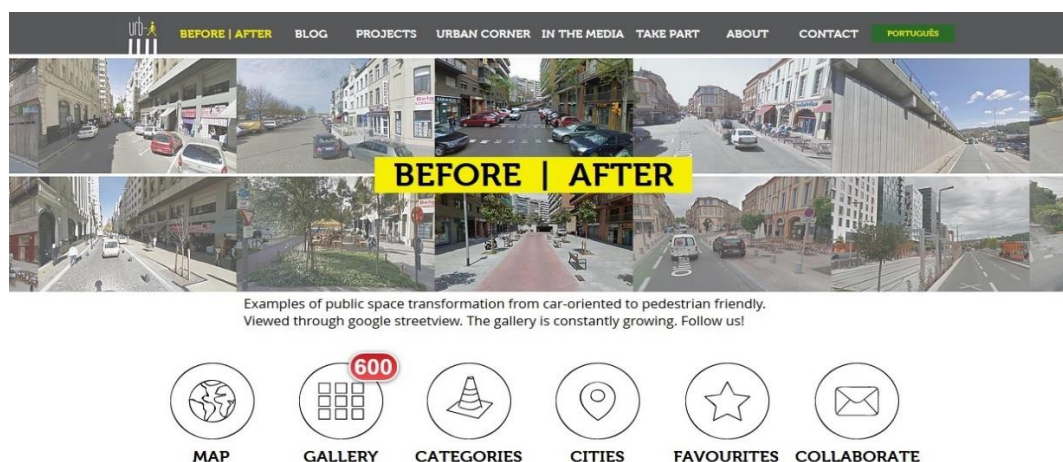 urb-i
BEFORE | AFTER BLOG PROJECTS URBAN CORNER IN THE MEDIA TAKE PART ABOUT CONTACT PORTUGUÊS
BEFORE | AFTER
Examples of public space transformation from car-oriented to pedestrian friendly.
Viewed through google streetview. The gallery is constantly growing. Follow us!
600
MAP GALLERY CATEGORIES CITIES FAVOURITES COLLABORATE